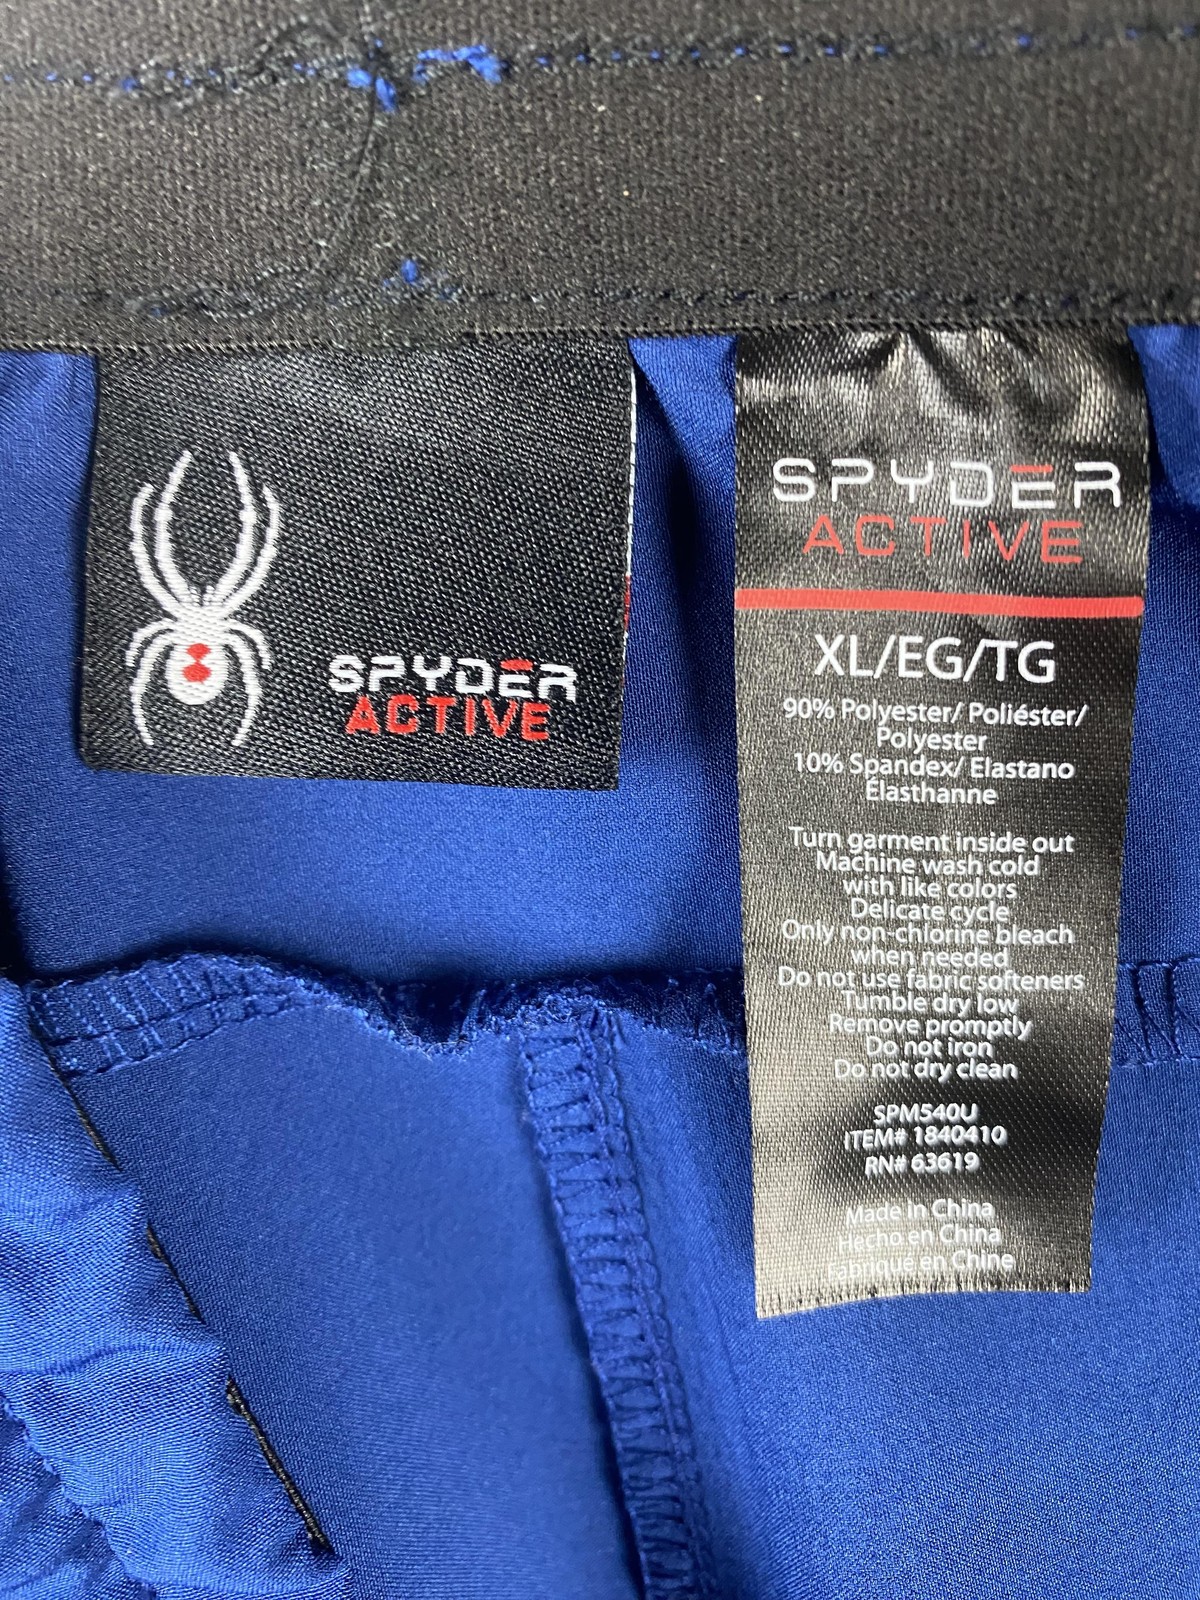 SPYDER
ACTIVE
SPYDER
ACTIVE
XL/EG/TG
90% Polyester/ Poliéster/
Polyester
10% Spandex/ Elastano
Élasthanne
Turn garment inside out
Machine wash cold
with like colors
Delicate cycle
Only non-chlorine bleach
when needed
Do not use fabric softeners
Tumble dry low
Remove promptly
Do not iron
Do not dry clean
SPM540U
ITEM# 1840410
RN# 63619
Made in China
Hecho en China
Fabriqué en Chine